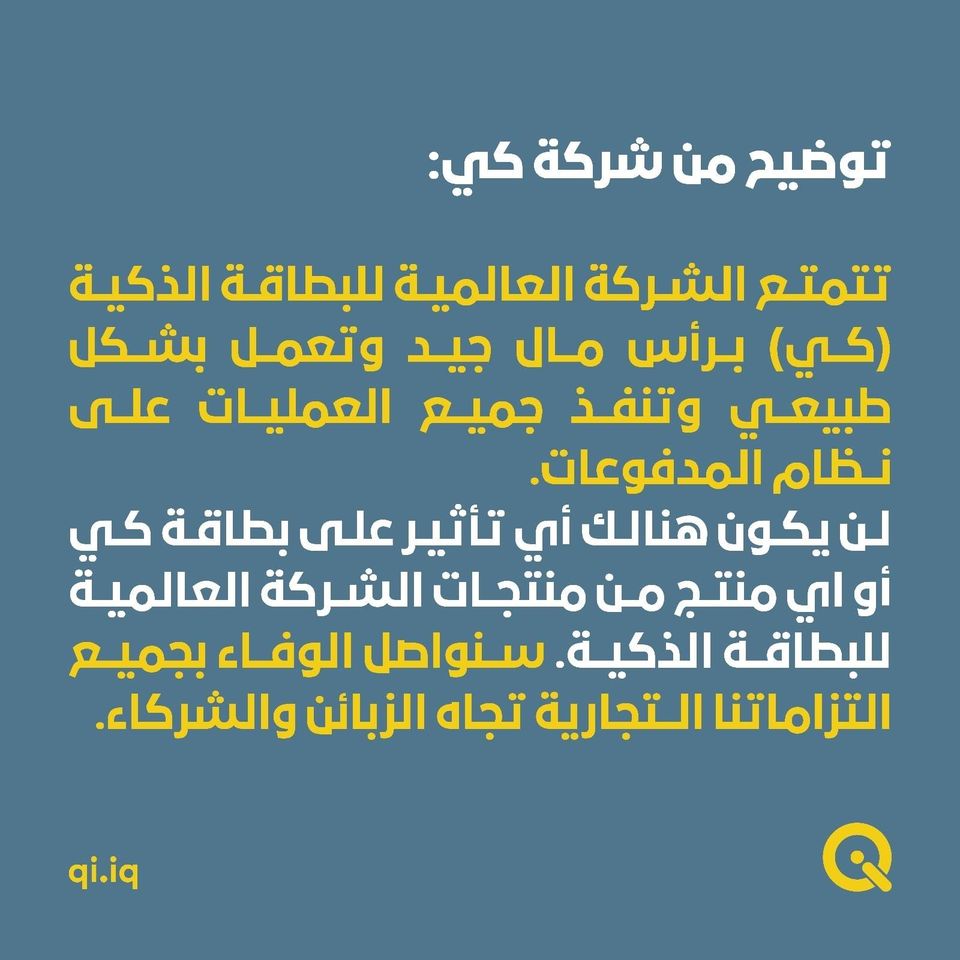 توضيح من شركة كي:
تتمتع الشركة العالمية للبطاقة الذكية
(كي) برأس مال جيد وتعمل بشكل
طبيعي وتنفذ جميع العمليات على
نظام المدفوعات.
لن يكون هنالك أي تأثير على بطاقة كي
أو اي منتج من منتجات الشركة العالمية
للبطاقة الذكية. سنواصل الوفاء بجميع
التزاماتنا التجارية تجاه الزبائن والشركاء.
qi.iq